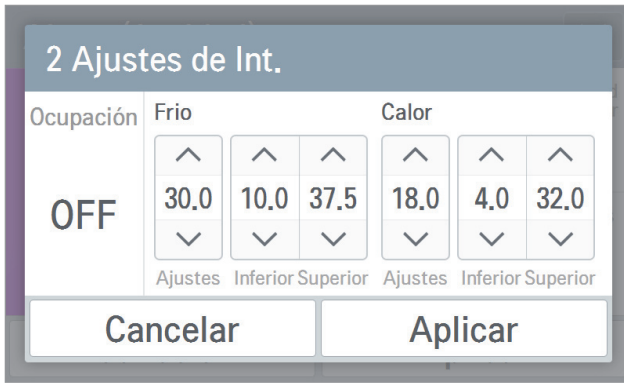 2 Ajustes de Int.
Ocupación Frio Calor
OFF 30.0 10.0 37.5 18.0 4.0 32.0
Ajustes Inferior Superior Ajustes Inferior Superior
Cancelar Aplicar